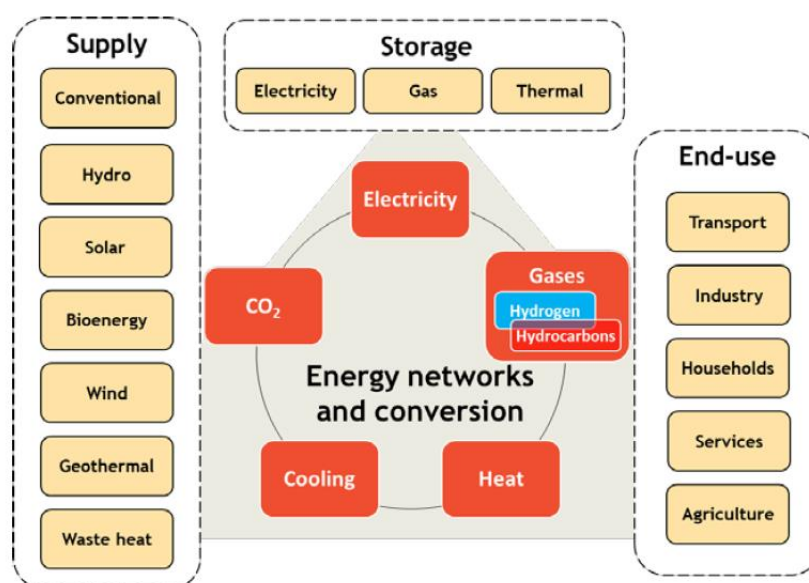 Supply
Conventional
Hydro
Solar
Bioenergy
Wind
Geothermal
Waste heat
Storage
Electricity
Gas
Thermal
Electricity
Gases
Hydrogen
Hydrocarbons
CO₂
Energy networks
and conversion
Cooling
Heat
End-use
Transport
Industry
Households
Services
Agriculture